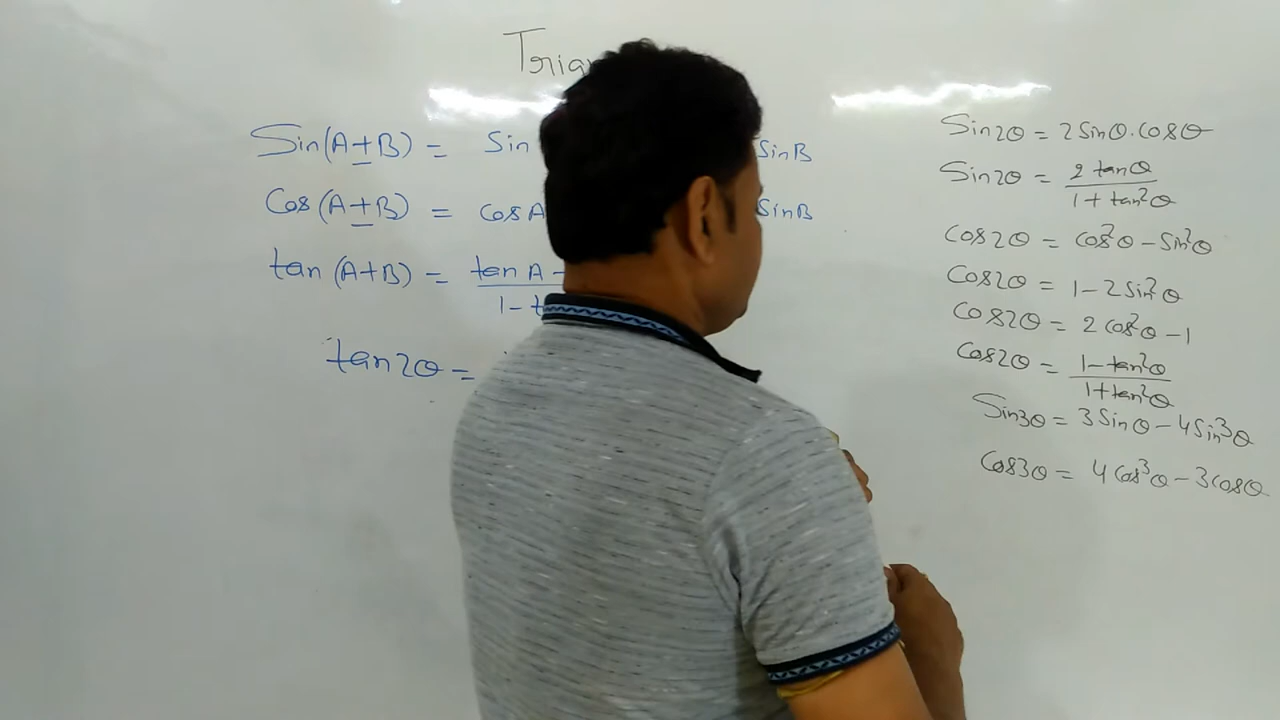 Sin(A+B) = Sin SinB
Cos(A+B) = CosA SinB
tan(A+B) = tanA
1-t
tan2θ =
Sin2θ = 2Sinθ.Cosθ
Sin2θ = 2tanθ
1+tan²θ
Cos2θ = Cos²θ-Sin²θ
Cos2θ = 1-2Sin²θ
Cos2θ = 2Cos²θ-1
Cos2θ = 1-tan²θ
1+tan²θ
Sin3θ = 3Sinθ-4Sin³θ
Cos3θ = 4Cos³θ-3Cosθ